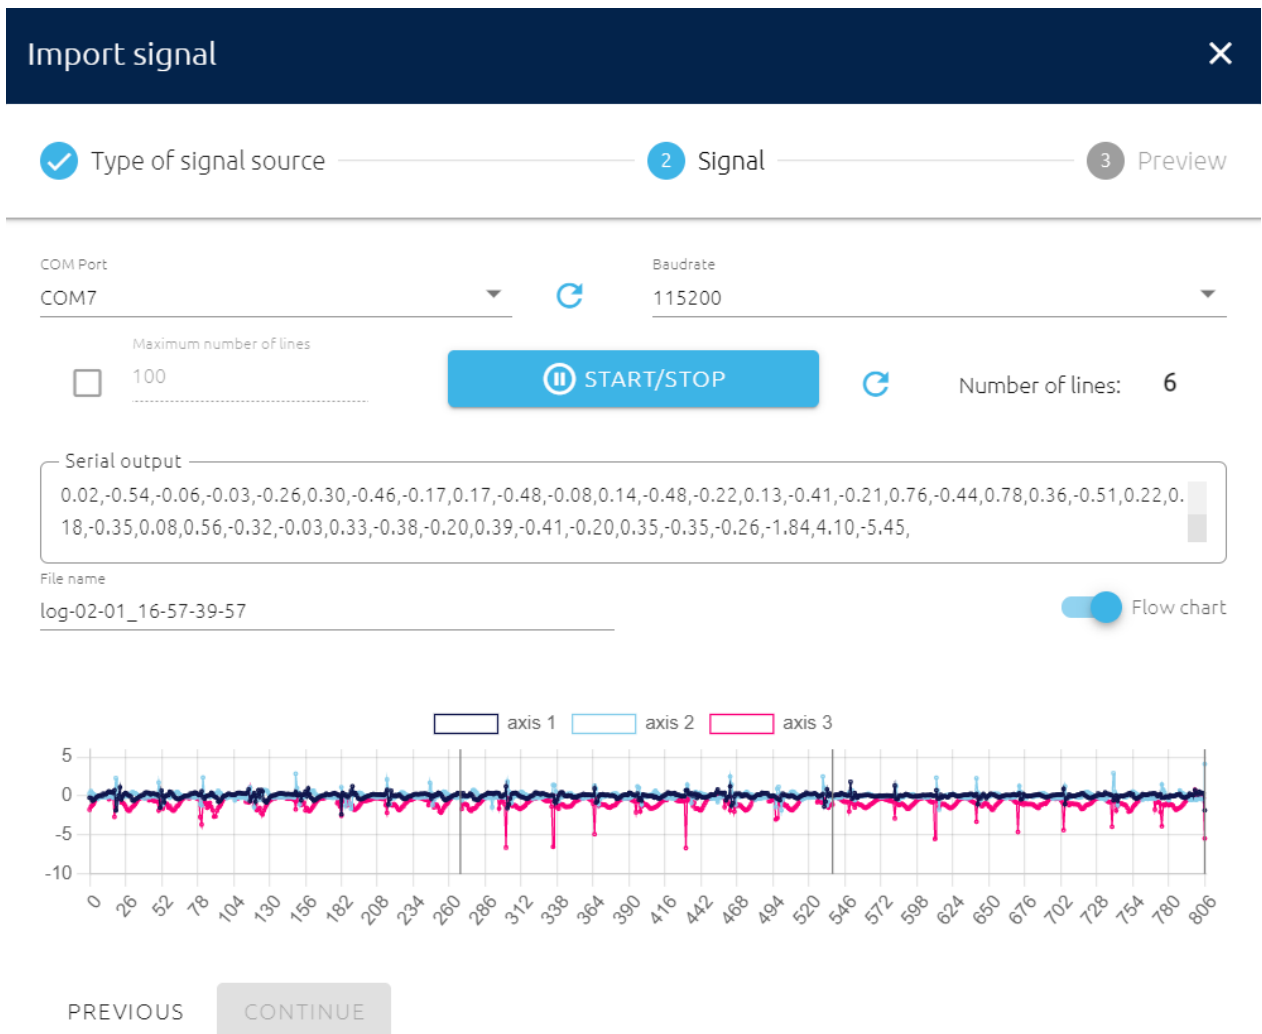 Import signal
Type of signal source
2 Signal
3 Preview
COM Port
COM7
Baudrate
115200
Maximum number of lines
100
START/STOP
Number of lines: 6
Serial output
0.02,-0.54,-0.06,-0.03,-0.26,0.30,-0.46,-0.17,0.17,-0.48,-0.08,0.14,-0.48,-0.22,0.13,-0.41,-0.21,0.76,-0.44,0.78,0.36,-0.51,0.22,0.
18,-0.35,0.08,0.56,-0.32,-0.03,0.33,-0.38,-0.20,0.39,-0.41,-0.20,0.35,-0.35,-0.26,-1.84,4.10,-5.45,
File name
log-02-01_16-57-39-57
Flow chart
axis 1 axis 2 axis 3
5
0
-5
-10
0 26 52 78 104 130 156 182 208 234 260 286 312 338 364 390 416 442 468 494 520 546 572 598 624 650 676 702 728 754 780 806
PREVIOUS CONTINUE